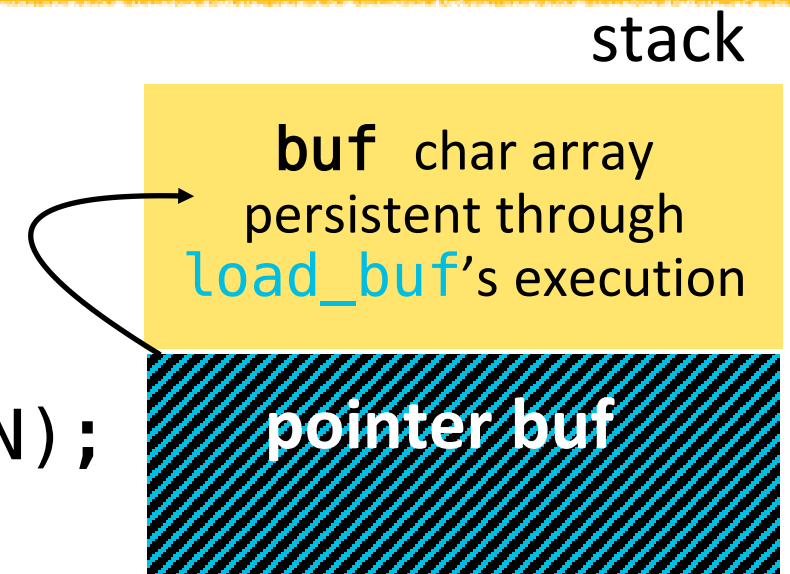 stack
buf char array
persistent through
load_buf's execution
N);
pointer buf